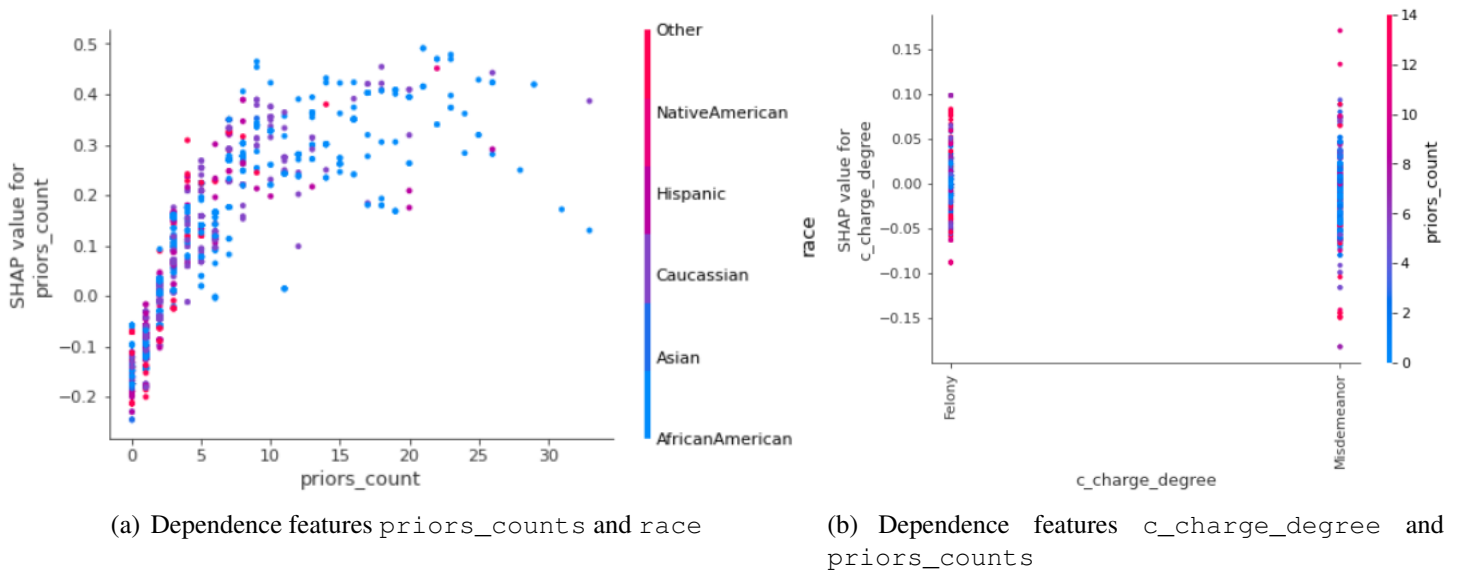 0.5
0.4
0.3
0.2
0.1
0.0
−0.1
−0.2
SHAP value for
priors_count
0
5
10
15
20
25
30
priors_count
Other
NativeAmerican
Hispanic
Caucassian
Asian
AfricanAmerican
race
(a) Dependence features priors_counts and race
0.15
0.10
0.05
0.00
−0.05
−0.10
−0.15
SHAP value for
c_charge_degree
Felony
Misdemeanor
c_charge_degree
14
12
10
8
6
4
2
0
priors_count
(b) Dependence features c_charge_degree and
priors_counts